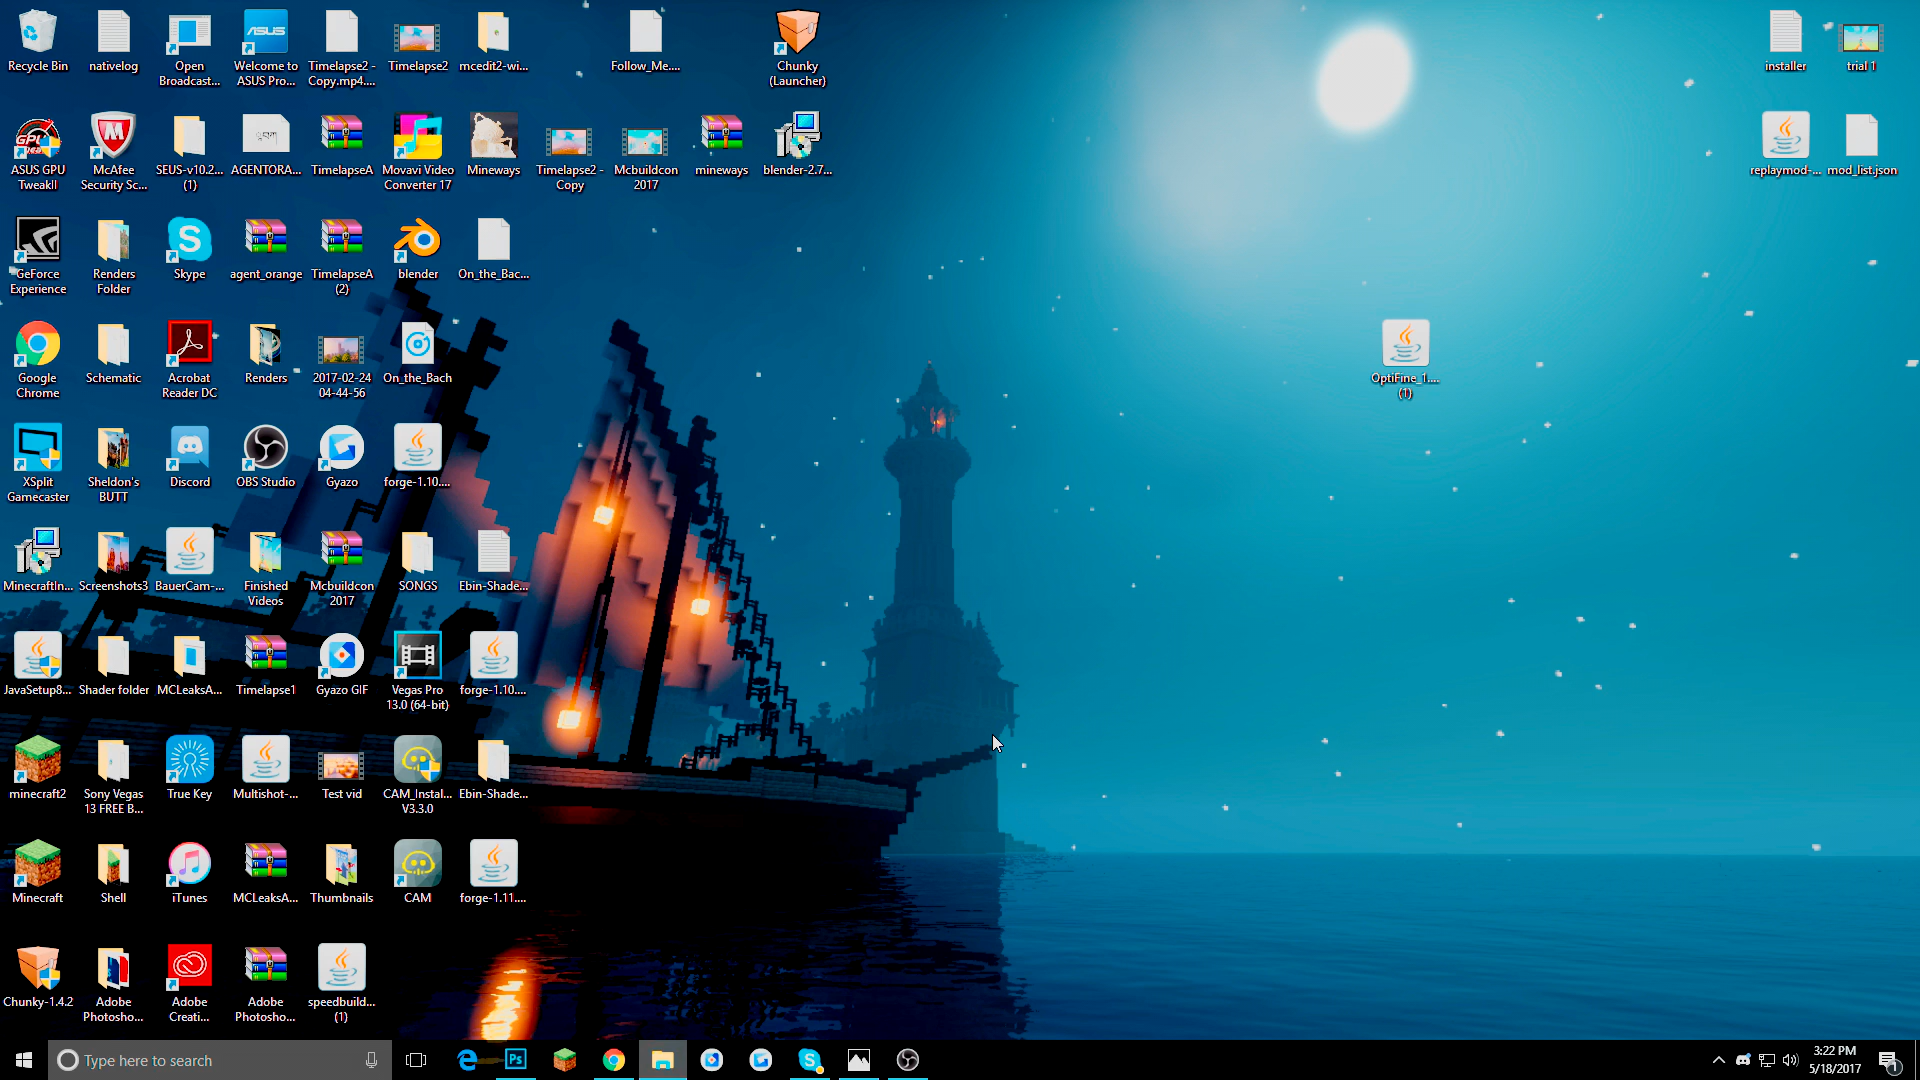 Recycle Bin
nativelog
Open
Broadcast...
Welcome to
ASUS Pro...
Timelapse2 -
Copy.mp4....
Timelapse2
mcedit2-wi...
Follow_Me....
Chunky
(Launcher)
installer
trial 1
ASUS GPU
TweakII
McAfee
Security Sc...
SEUS-v10.2...
(1)
AGENTORA...
TimelapseA
Movavi Video
Converter 17
Mineways
Timelapse2 -
Copy
Mcbuildcon
2017
mineways
blender-2.7...
replaymod-...
mod_list.json
GeForce
Experience
Renders
Folder
Skype
agent_orange
TimelapseA
(2)
blender
On_the_Bac...
Google
Chrome
Schematic
Acrobat
Reader DC
Renders
2017-02-24
04-44-56
On_the_Bach
OptiFine_1....
(1)
XSplit
Gamecaster
Sheldon's
BUTT
Discord
OBS Studio
Gyazo
forge-1.10....
MinecraftIn...
Screenshots3
BauerCam-...
Finished
Videos
Mcbuildcon
2017
SONGS
Ebin-Shade...
JavaSetup8...
Shader folder
MCLeaksA...
Timelapse1
Gyazo GIF
Vegas Pro
13.0 (64-bit)
forge-1.10....
minecraft2
Sony Vegas
13 FREE B...
True Key
Multishot-...
Test vid
CAM_Instal...
V3.3.0
Ebin-Shade...
Minecraft
Shell
iTunes
MCLeaksA...
Thumbnails
CAM
forge-1.11....
Chunky-1.4.2
Adobe
Photosho...
Adobe
Creati...
Adobe
Photosho...
speedbuild...
(1)
Type here to search
3:22 PM
5/18/2017